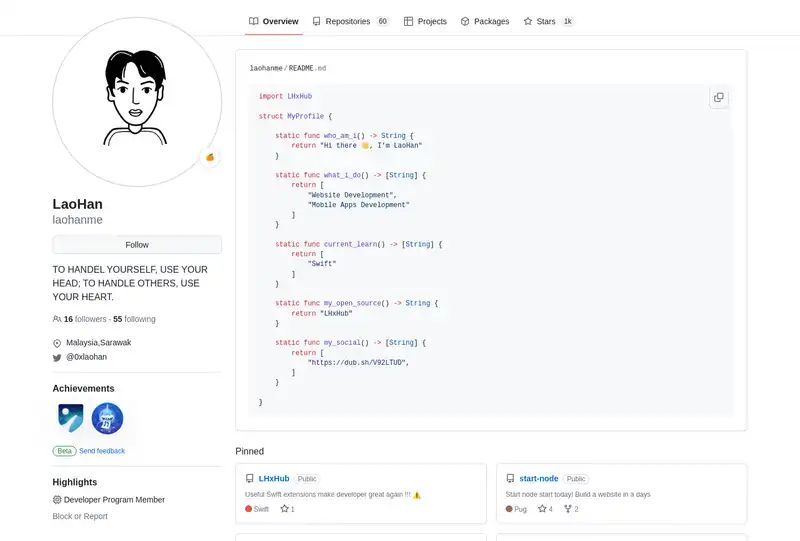 Overview
Repositories 60
Projects
Packages
Stars 1k
LaoHan
laohanme
Follow
TO HANDEL YOURSELF, USE YOUR
HEAD; TO HANDLE OTHERS, USE
YOUR HEART.
16 followers · 55 following
Malaysia,Sarawak
@0xlaohan
Achievements
Beta Send feedback
Highlights
Developer Program Member
Block or Report
laohanme / README.md
import LHxHub
struct MyProfile {
static func who_am_i() -> String {
return "Hi there 👋, I'm LaoHan"
}
static func what_i_do() -> [String] {
return [
"Website Development",
"Mobile Apps Development"
]
}
static func current_learn() -> [String] {
return [
"Swift"
]
}
static func my_open_source() -> String {
return "LHxHub"
}
static func my_social() -> [String] {
return [
"https://dub.sh/V92LTUD",
]
}
}
Pinned
LHxHub Public
Useful Swift extensions make developer great again !!! ⚠️
Swift 1
start-node Public
Start node start today! Build a website in a days
Pug 4 2